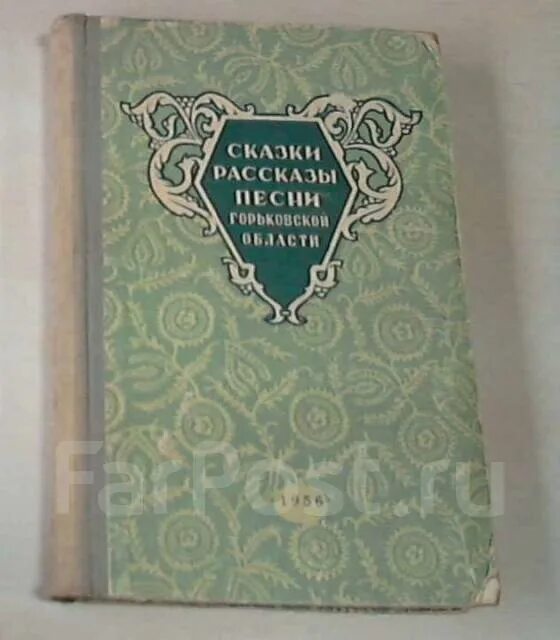 СКАЗКИ
РАССКАЗЫ
ПЕСНИ
ГОРЬКОВСКОЙ
ОБЛАСТИ
FarPost.ru
1956